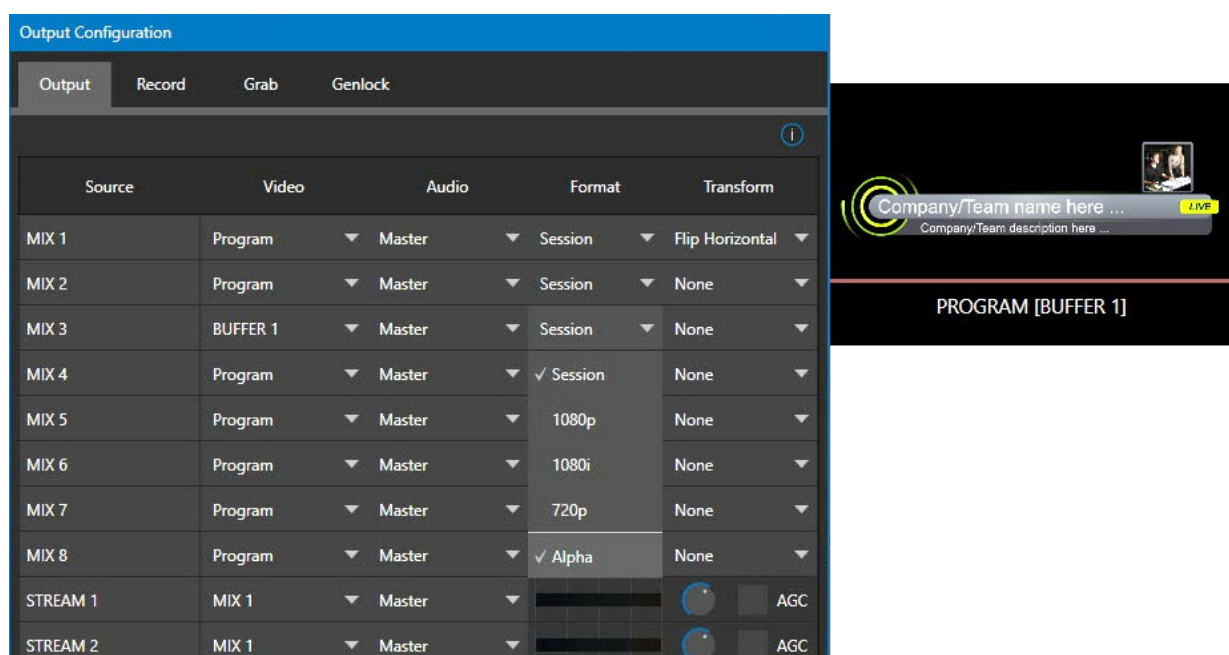 Output Configuration
Output Record Grab Genlock
i
Source Video Audio Format Transform
MIX 1 Program Master Session Flip Horizontal
MIX 2 Program Master Session None
MIX 3 BUFFER 1 Master Session None
MIX 4 Program Master ✓ Session None
MIX 5 Program Master 1080p None
MIX 6 Program Master 1080i None
MIX 7 Program Master 720p None
MIX 8 Program Master ✓ Alpha None
STREAM 1 MIX 1 Master AGC
STREAM 2 MIX 1 Master AGC
Company/Team name here ... LIVE
Company/Team description here ...
PROGRAM [BUFFER 1]